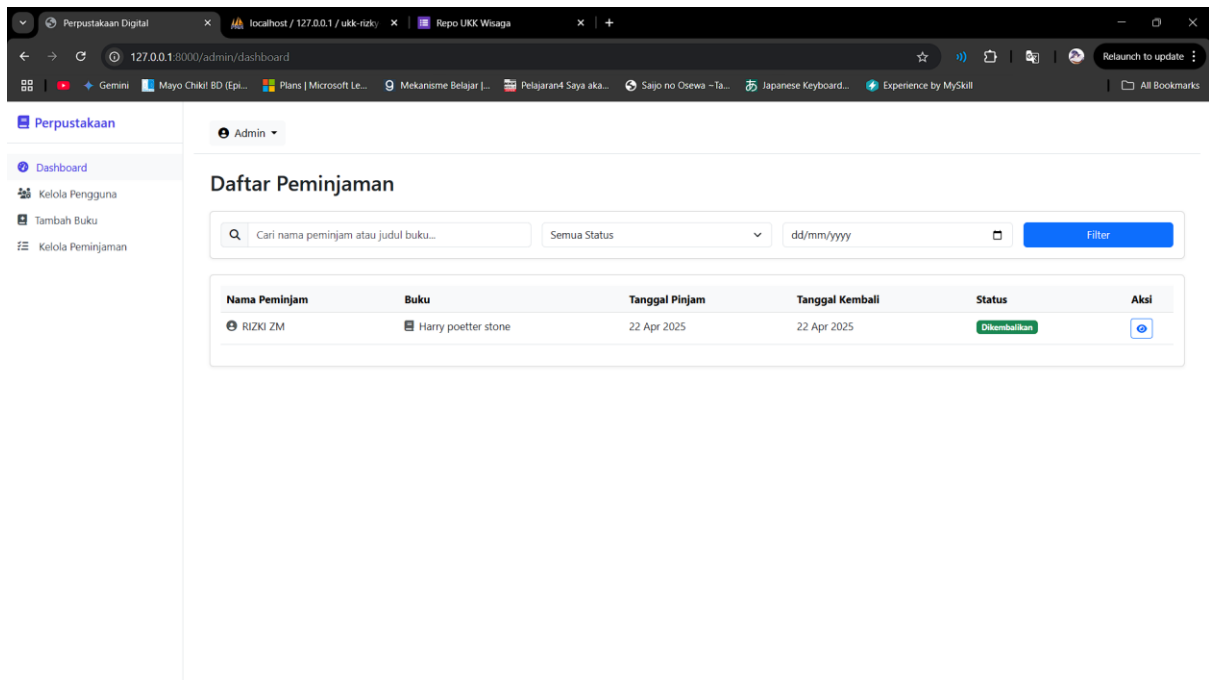 Perpustakaan Digital
localhost / 127.0.0.1 / ukk-rizky
Repo UKK Wisaga
127.0.0.1:8000/admin/dashboard
Relaunch to update
Gemini
Mayo Chiki! BD (Epi...
Plans | Microsoft Le...
Mekanisme Belajar |...
Pelajaran4 Saya aka...
Saijo no Osewa ~Ta...
あ Japanese Keyboard...
Experience by MySkill
All Bookmarks
Perpustakaan
Admin
Dashboard
Kelola Pengguna
Tambah Buku
Kelola Peminjaman
Daftar Peminjaman
Cari nama peminjam atau judul buku...
Semua Status
dd/mm/yyyy
Filter
Nama Peminjam Buku Tanggal Pinjam Tanggal Kembali Status Aksi
RIZKI ZM Harry poetter stone 22 Apr 2025 22 Apr 2025 Dikembalikan